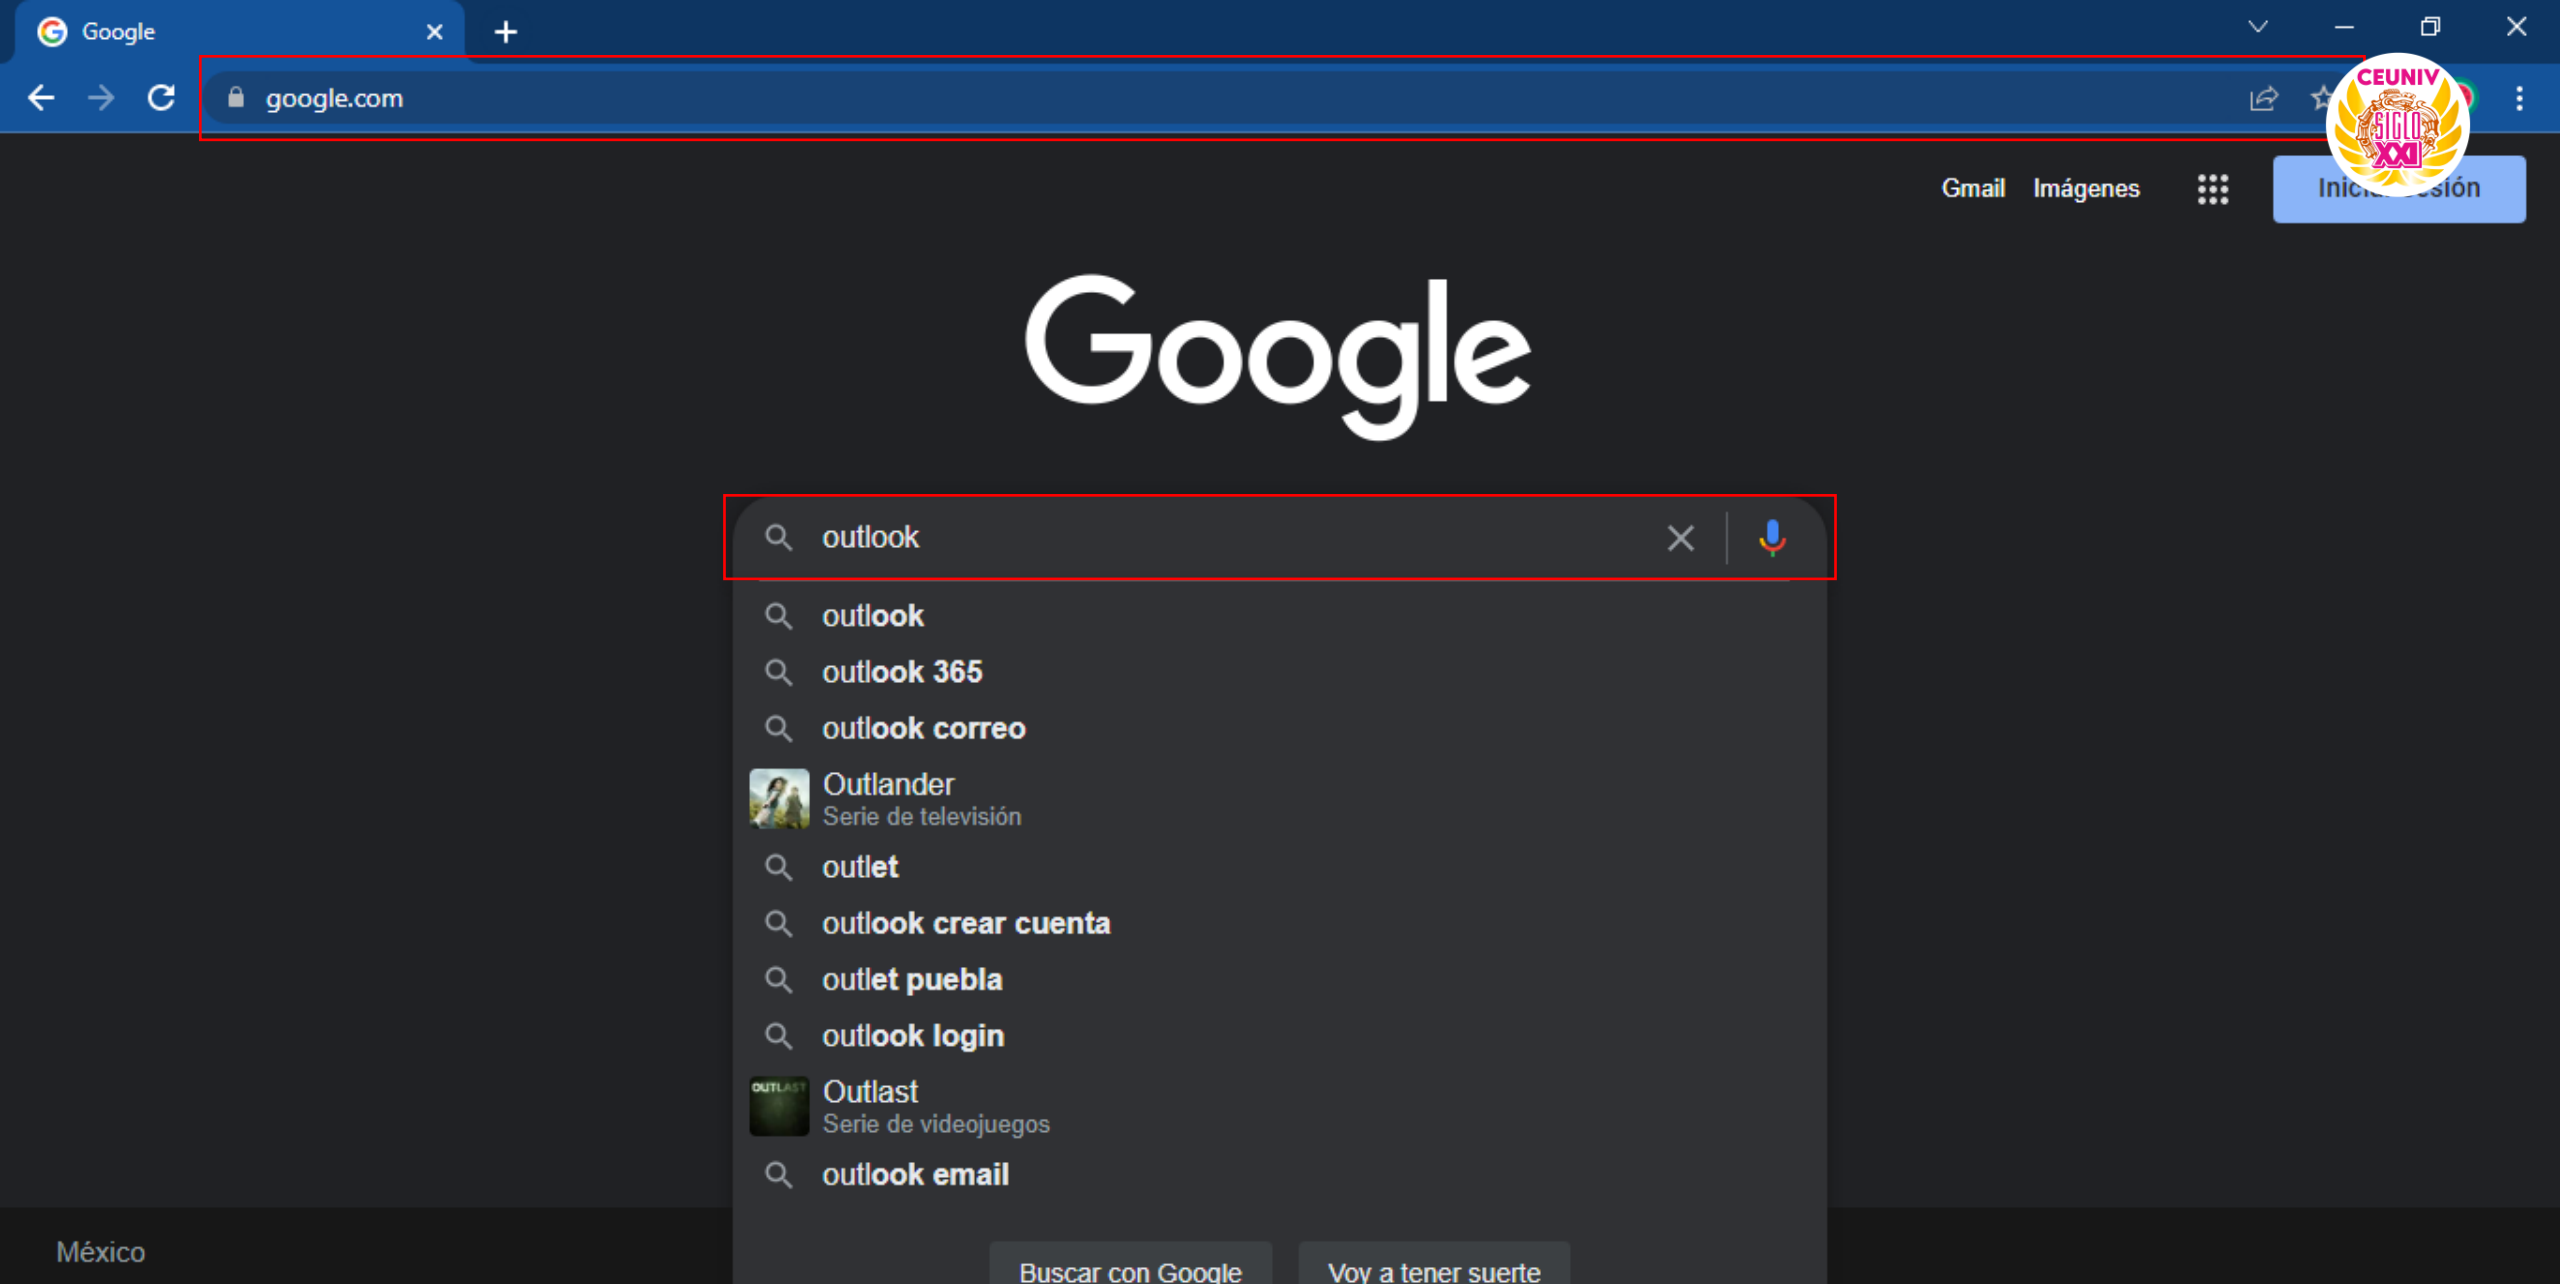 Google
google.com
CEUNIV
SIGLO
XXI
Gmail Imágenes
Google
outlook
outlook
outlook 365
outlook correo
Outlander
Serie de televisión
outlet
outlook crear cuenta
outlet puebla
outlook login
OUTLAST
Outlast
Serie de videojuegos
outlook email
México
Buscar con Google Voy a tener suerte